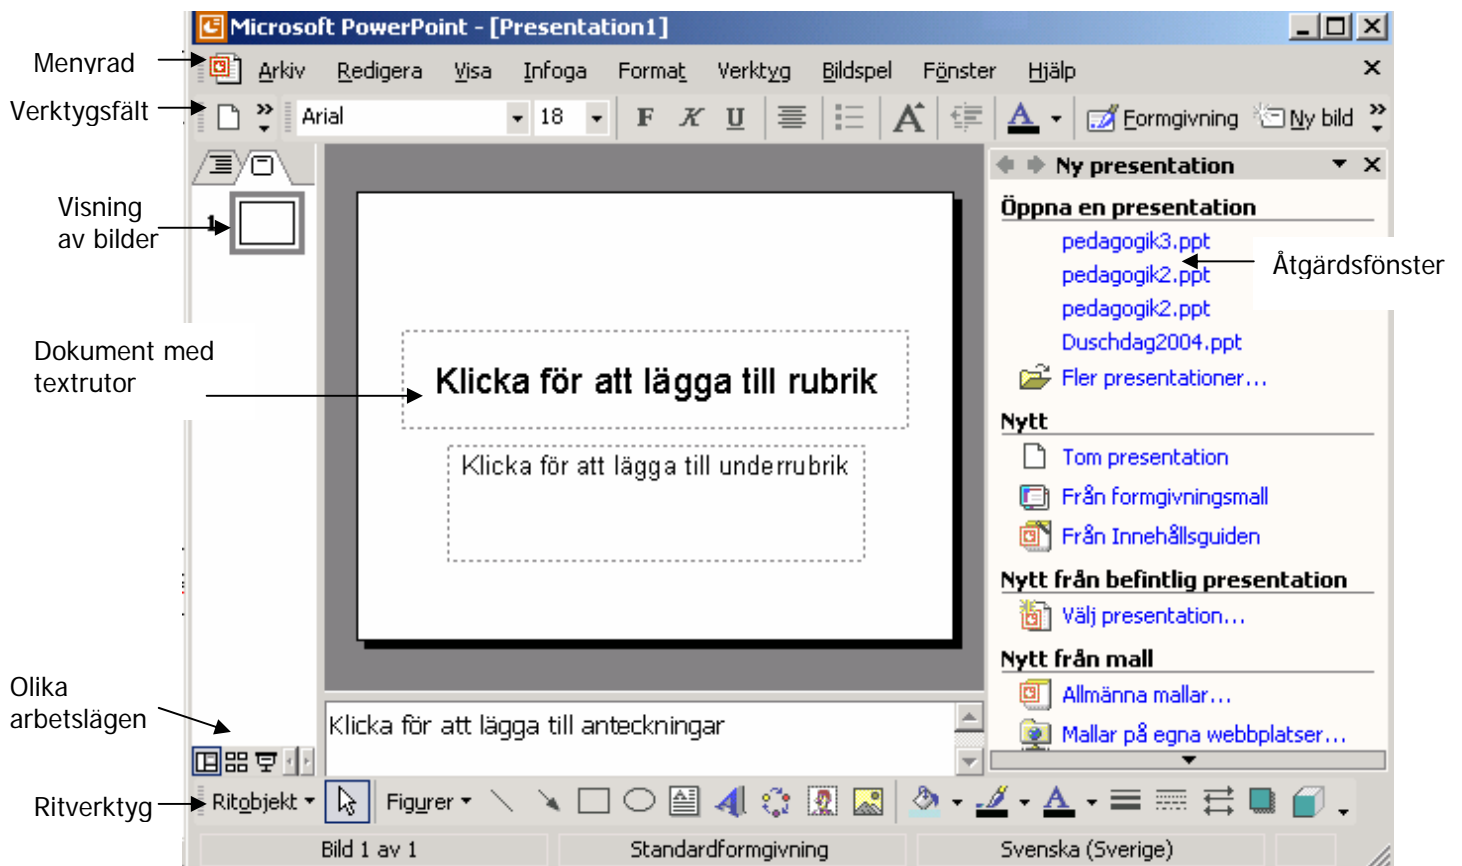 Microsoft PowerPoint - [Presentation1]
Menyrad
Arkiv Redigera Visa Infoga Format Verktyg Bildspel Fönster Hjälp
Verktygsfält
Arial 18 F K U A A Formgivning Ny bild
Ny presentation
Öppna en presentation
pedagogik3.ppt
pedagogik2.ppt
pedagogik2.ppt
Duschdag2004.ppt
Fler presentationer...
Åtgärdsfönster
Visning
av bilder
1
Dokument med
textrutor
Klicka för att lägga till rubrik
Klicka för att lägga till underrubrik
Nytt
Tom presentation
Från formgivningsmall
Från Innehållsguiden
Nytt från befintlig presentation
Välj presentation...
Nytt från mall
Allmänna mallar...
Mallar på egna webbplatser...
Olika
arbetslägen
Klicka för att lägga till anteckningar
Ritverktyg
Ritobjekt Figurer A A
Bild 1 av 1 Standardformgivning Svenska (Sverige)